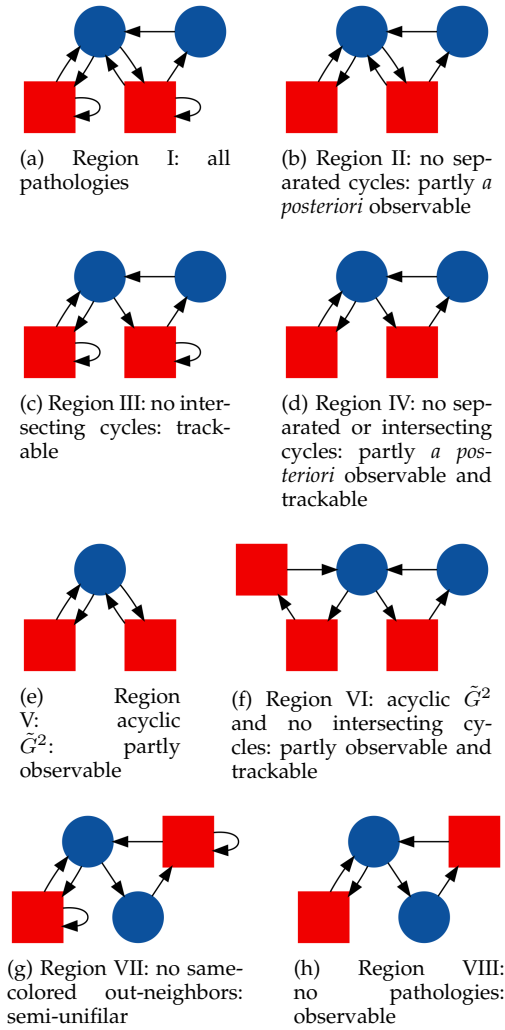 (a) Region I: all
pathologies
(b) Region II: no sep-
arated cycles: partly a
posteriori observable
(c) Region III: no inter-
secting cycles: track-
able
(d) Region IV: no sep-
arated or intersecting
cycles: partly a pos-
teriori observable and
trackable
(e) Region
V: acyclic
G̃²: partly
observable
(f) Region VI: acyclic G̃²
and no intersecting cy-
cles: partly observable and
trackable
(g) Region VII: no same-
colored out-neighbors:
semi-unifilar
(h) Region VIII:
no pathologies:
observable